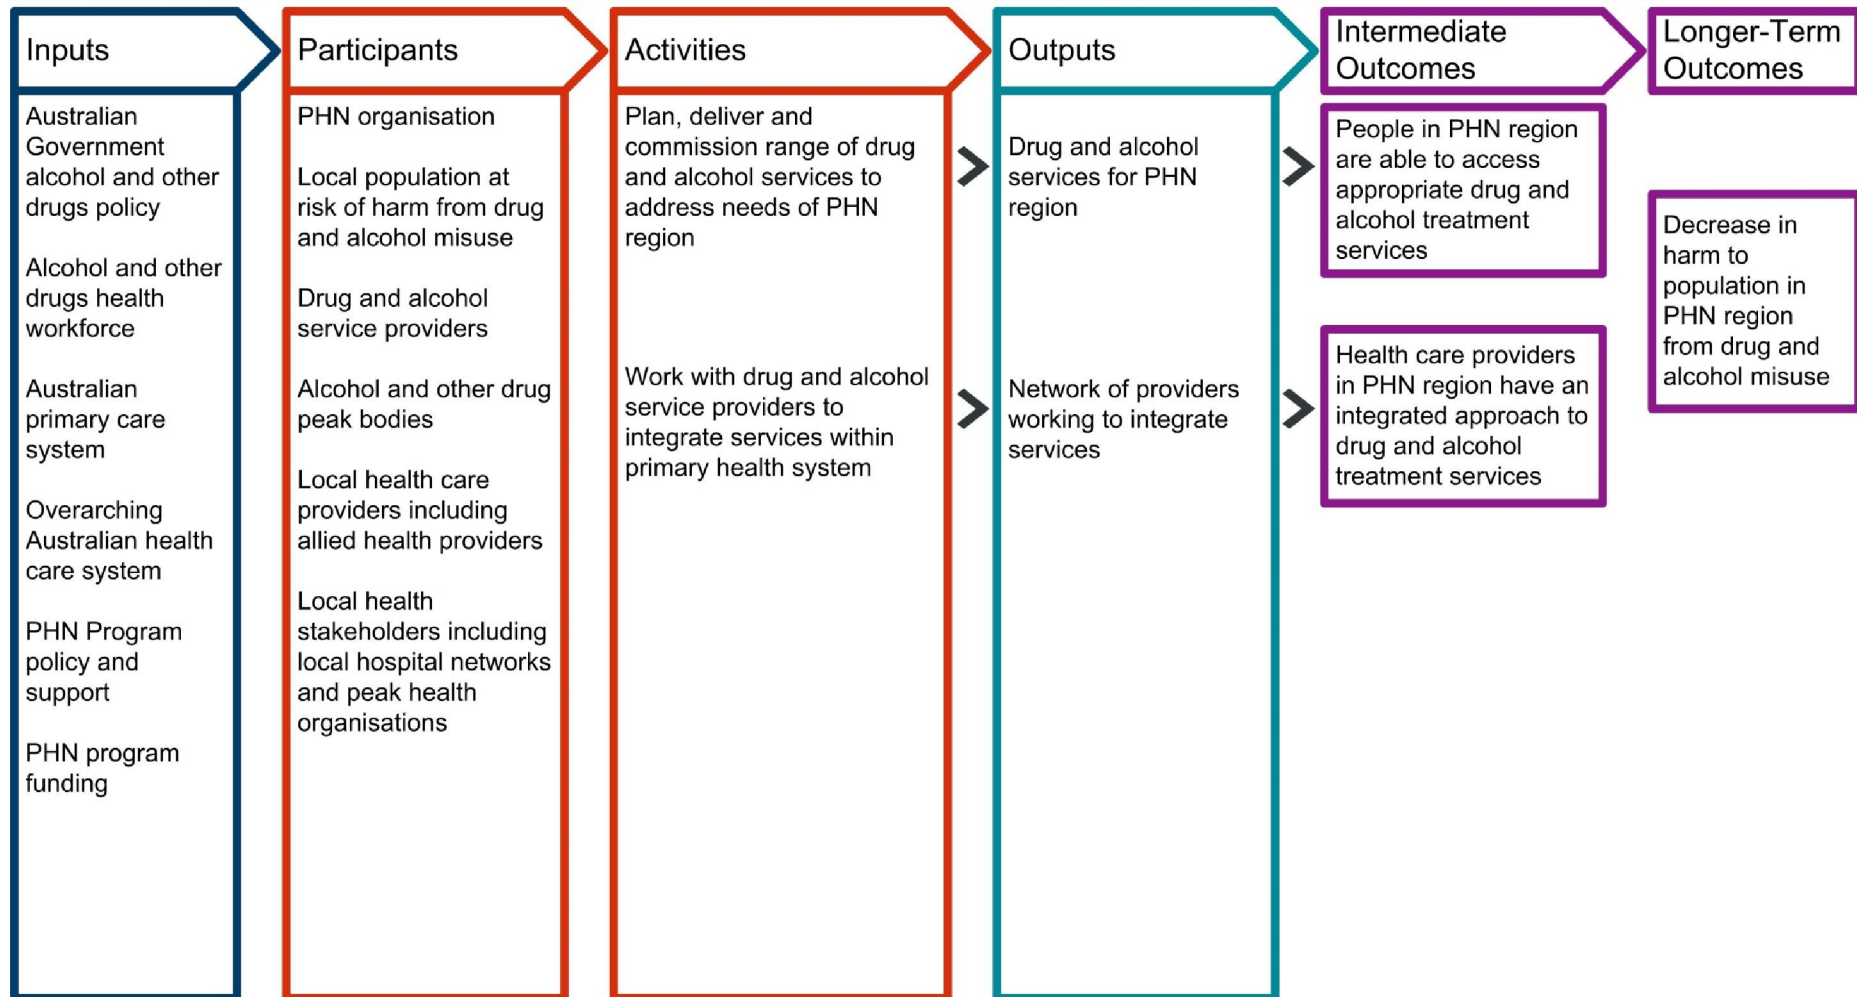 Inputs
Australian
Government
alcohol and other
drugs policy
Alcohol and other
drugs health
workforce
Australian
primary care
system
Overarching
Australian health
care system
PHN Program
policy and
support
PHN program
funding
Participants
PHN organisation
Local population at
risk of harm from drug
and alcohol misuse
Drug and alcohol
service providers
Alcohol and other drug
peak bodies
Local health care
providers including
allied health providers
Local health
stakeholders including
local hospital networks
and peak health
organisations
Activities
Plan, deliver and
commission range of drug
and alcohol services to
address needs of PHN
region
Work with drug and alcohol
service providers to
integrate services within
primary health system
Outputs
Drug and alcohol
services for PHN
region
Network of providers
working to integrate
services
Intermediate
Outcomes
People in PHN region
are able to access
appropriate drug and
alcohol treatment
services
Health care providers
in PHN region have an
integrated approach to
drug and alcohol
treatment services
Longer-Term
Outcomes
Decrease in
harm to
population in
PHN region
from drug and
alcohol misuse